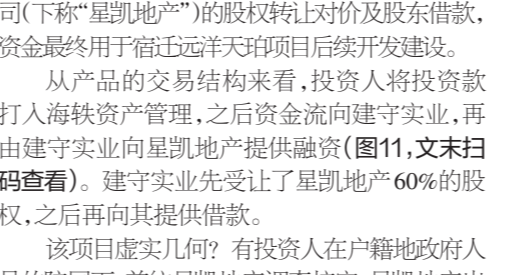 司(下称“星凯地产”)的股权转让对价及股东借款，
资金最终用于宿迁远洋天珀项目后续开发建设。
从产品的交易结构来看，投资人将投资款
打入海轶资产管理，之后资金流向建守实业，再
由建守实业向星凯地产提供融资(图11，文末扫
码查看)。建守实业先受让了星凯地产60%的股
权，之后再向其提供借款。
该项目虚实几何？有投资人在户籍地政府人